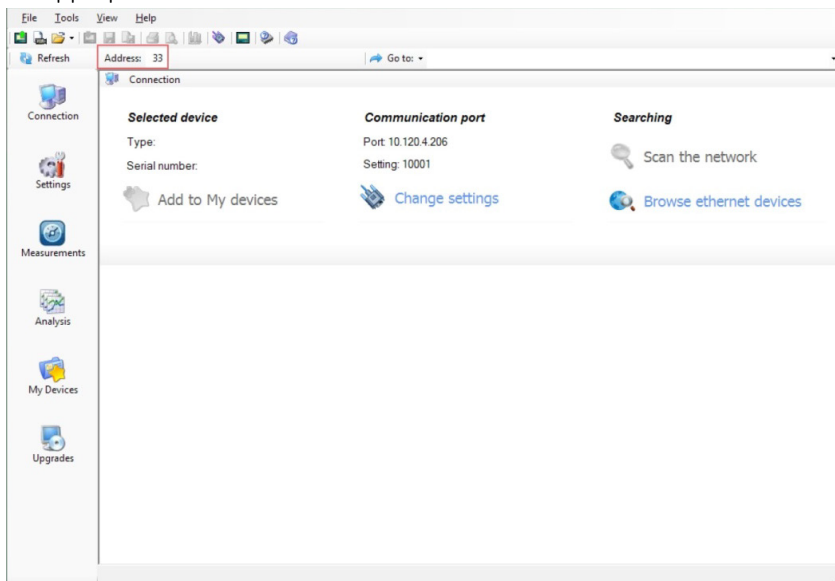 File Tools View Help
Refresh Address: 33 Go to:
Connection
Connection
Settings
Measurements
Analysis
My Devices
Upgrades
Selected device
Type:
Serial number:
Add to My devices
Communication port
Port: 10.120.4.206
Setting: 10001
Change settings
Searching
Scan the network
Browse ethernet devices